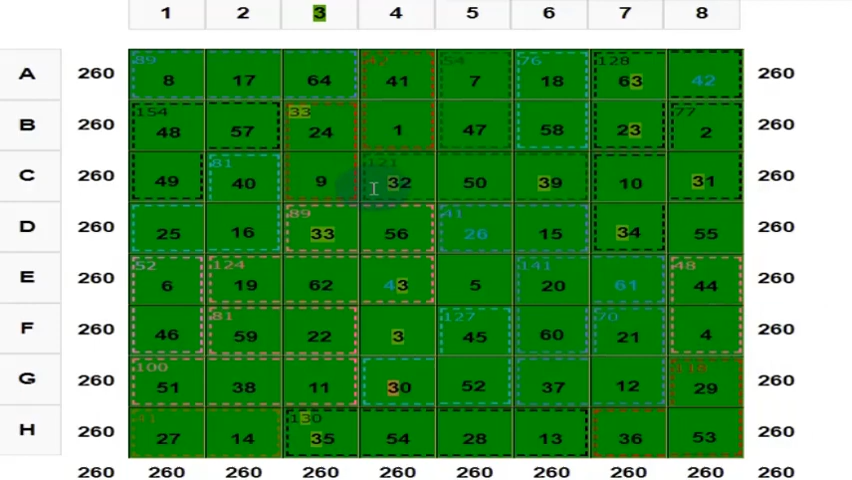 1 2 3 4 5 6 7 8
89 42 54 76 128
A 260 8 17 64 41 7 18 63 42 260
154 33 77
B 260 48 57 24 1 47 58 23 2 260
81 121
C 260 49 40 9 32 50 39 10 31 260
89 41
D 260 25 16 33 56 26 15 34 55 260
52 124 141 48
E 260 6 19 62 43 5 20 61 44 260
81 127 70
F 260 46 59 22 3 45 60 21 4 260
100 118
G 260 51 38 11 30 52 37 12 29 260
41 130
H 260 27 14 35 54 28 13 36 53 260
260 260 260 260 260 260 260 260 260 260